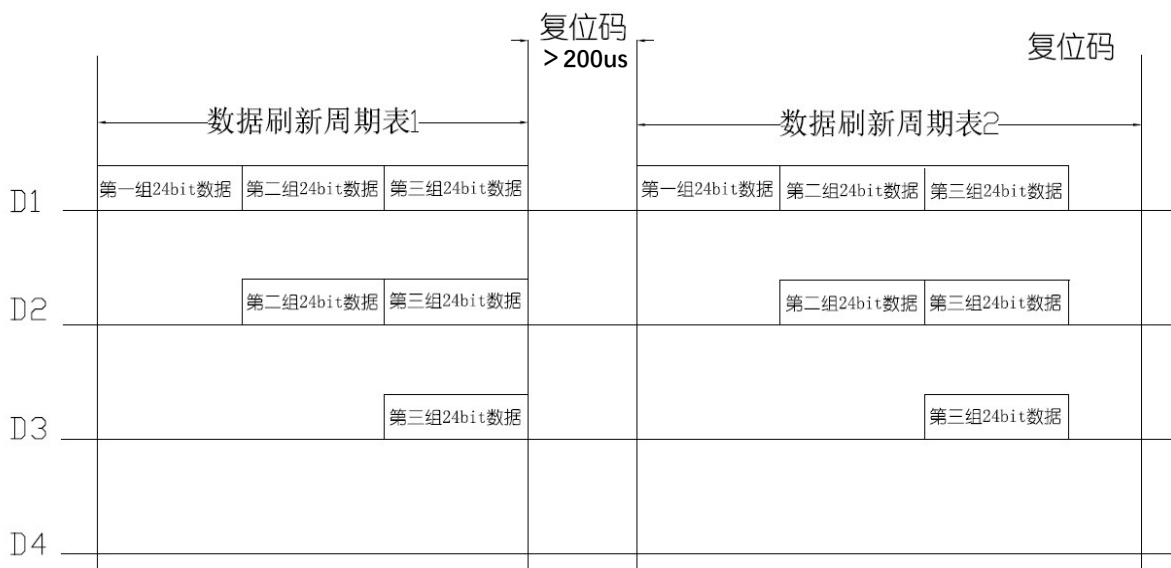 复位码
>200us
复位码
数据刷新周期表1
数据刷新周期表2
D1
第一组24bit数据
第二组24bit数据
第三组24bit数据
第一组24bit数据
第二组24bit数据
第三组24bit数据
D2
第二组24bit数据
第三组24bit数据
第二组24bit数据
第三组24bit数据
D3
第三组24bit数据
第三组24bit数据
D4